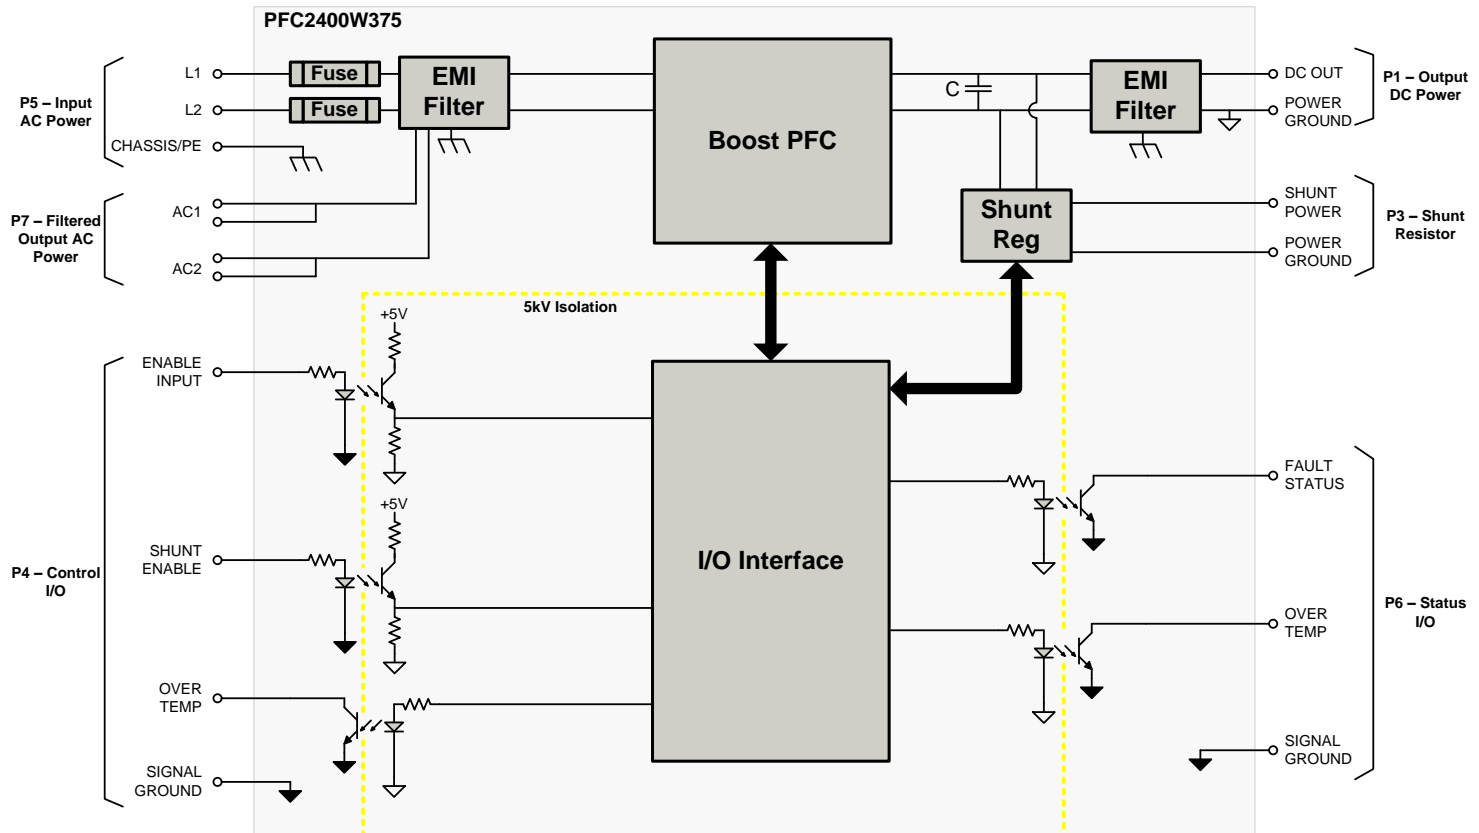 PFC2400W375
P5 – Input
AC Power
L1
L2
CHASSIS/PE
Fuse
Fuse
EMI
Filter
Boost PFC
C
EMI
Filter
DC OUT
POWER
GROUND
P1 – Output
DC Power
P7 – Filtered
Output AC
Power
AC1
AC2
Shunt
Reg
SHUNT
POWER
POWER
GROUND
P3 – Shunt
Resistor
5kV Isolation
P4 – Control
I/O
ENABLE
INPUT
+5V
SHUNT
ENABLE
+5V
OVER
TEMP
SIGNAL
GROUND
I/O Interface
FAULT
STATUS
OVER
TEMP
SIGNAL
GROUND
P6 – Status
I/O